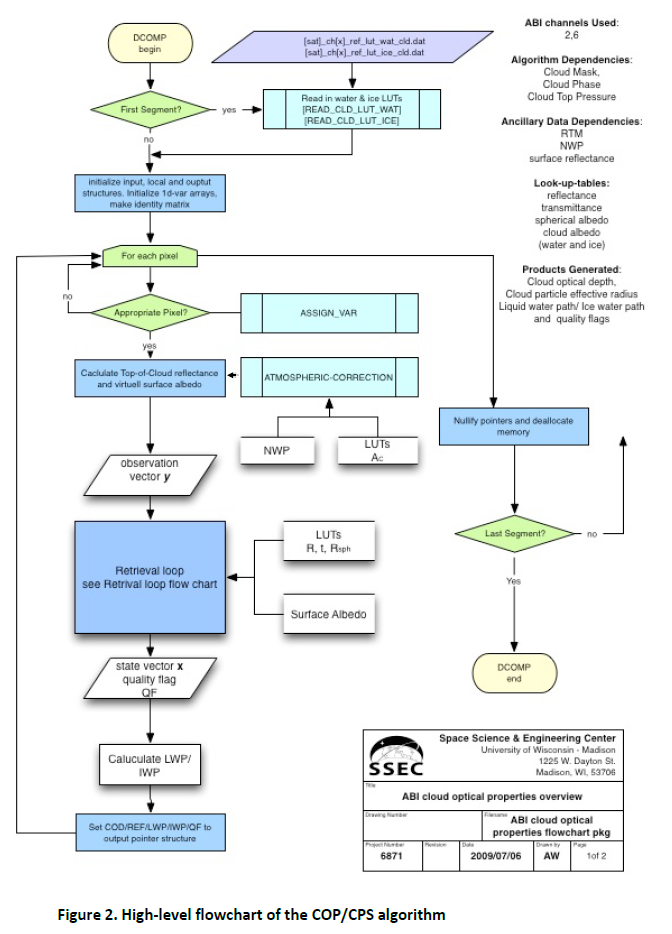 DCOMP
begin
[sat]_ch[x]_ref_lut_wat_cld.dat
[sat]_ch[x]_ref_lut_ice_cld.dat
First Segment?
yes
Read in water & ice LUTs
[READ_CLD_LUT_WAT]
[READ_CLD_LUT_ICE]
no
initialize input, local and ouptut
structures. Initialize 1d-var arrays,
make identity matrix
For each pixel
no
Appropriate Pixel?
ASSIGN_VAR
yes
Caclulate Top-of-Cloud reflectance
and virtuell surface albedo
ATMOSPHERIC-CORRECTION
NWP
LUTs
Ac
observation
vector y
Retrieval loop
see Retrival loop flow chart
LUTs
R, t, Rsph
Surface Albedo
state vector x
quality flag
QF
Caluculate LWP/
IWP
Set COD/REF/LWP/IWP/QF to
output pointer structure
Nullify pointers and deallocate
memory
Last Segment?
no
Yes
DCOMP
end
ABI channels Used:
2,6
Algorithm Dependencies:
Cloud Mask,
Cloud Phase
Cloud Top Pressure
Ancillary Data Dependencies:
RTM
NWP
surface reflectance
Look-up-tables:
reflectance
transmittance
spherical albedo
cloud albedo
(water and ice)
Products Generated:
Cloud optical depth,
Cloud particle effective radius
Liquid water path/ Ice water path
and quality flags
SSEC
Space Science & Engineering Center
University of Wisconsin - Madison
1225 W. Dayton St.
Madison, WI, 53706
Title
ABI cloud optical properties overview
Drawing Number
Filename
ABI cloud optical
properties flowchart pkg
Project Number
6871
Revision
Date
2009/07/06
Drawn by
AW
Page
1of 2
Figure 2. High-level flowchart of the COP/CPS algorithm